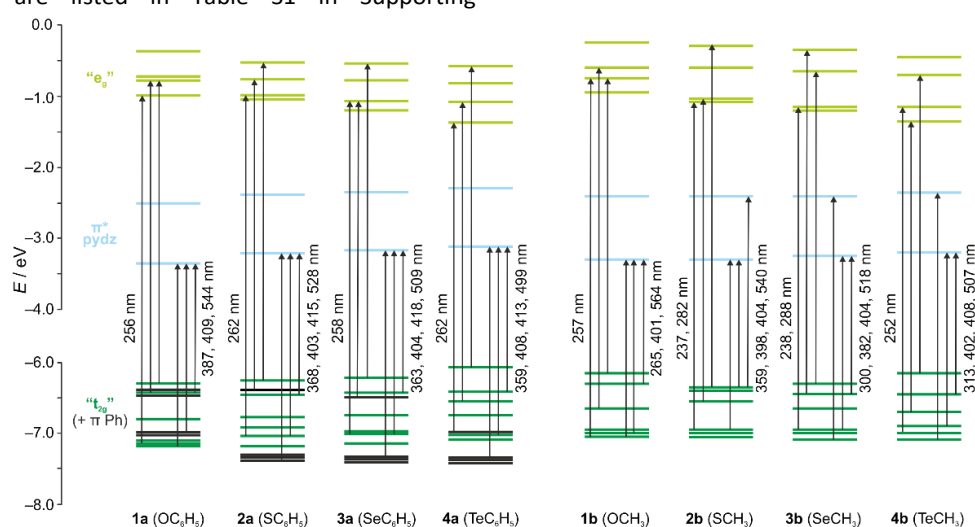 are listed in Table S1 in Supporting
0.0
−1.0
−2.0
−3.0
−4.0
−6.0
−7.0
−8.0
E / eV
"e_g"
π*
pydz
"t_2g"
(+ π Ph)
256 nm
387, 409, 544 nm
262 nm
368, 403, 415, 528 nm
258 nm
363, 404, 418, 509 nm
262 nm
359, 408, 413, 499 nm
257 nm
265, 401, 564 nm
237, 282 nm
359, 398, 404, 540 nm
238, 288 nm
300, 382, 404, 518 nm
252 nm
313, 402, 408, 507 nm
1a (OC₆H₅) 2a (SC₆H₅) 3a (SeC₆H₅) 4a (TeC₆H₅) 1b (OCH₃) 2b (SCH₃) 3b (SeCH₃) 4b (TeCH₃)